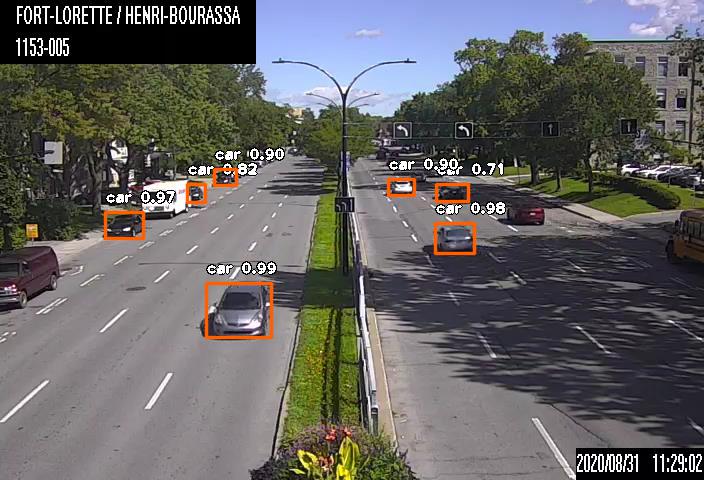 FORT-LORETTE / HENRI-BOURASSA
1153-005
car 0.90
car 0.82
car 0.90
car 0.71
car 0.97
car 0.98
car 0.99
2020/08/31 11:29:02